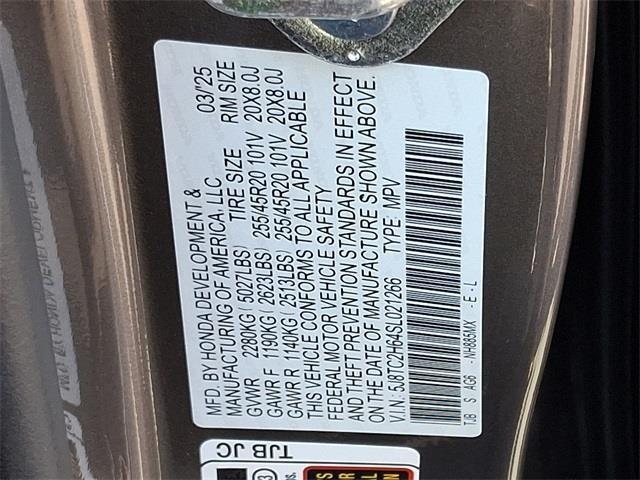 MFD. BY HONDA DEVELOPMENT & 03/'25
MANUFACTURING OF AMERICA, LLC TIRE SIZE RIM SIZE
GVWR 2280KG ( 5027LBS)
GAWR F 1190KG ( 2623LBS) 255/45R20 101V 20X8.0J
GAWR R 1140KG ( 2513LBS) 255/45R20 101V 20X8.0J
THIS VEHICLE CONFORMS TO ALL APPLICABLE
FEDERAL MOTOR VEHICLE SAFETY
AND THEFT PREVENTION STANDARDS IN EFFECT
ON THE DATE OF MANUFACTURE SHOWN ABOVE.
V.I.N: 5J8TC2H64SL021266 TYPE: MPV
TJB S AG6 - NH885MX - E - L
TJB JC